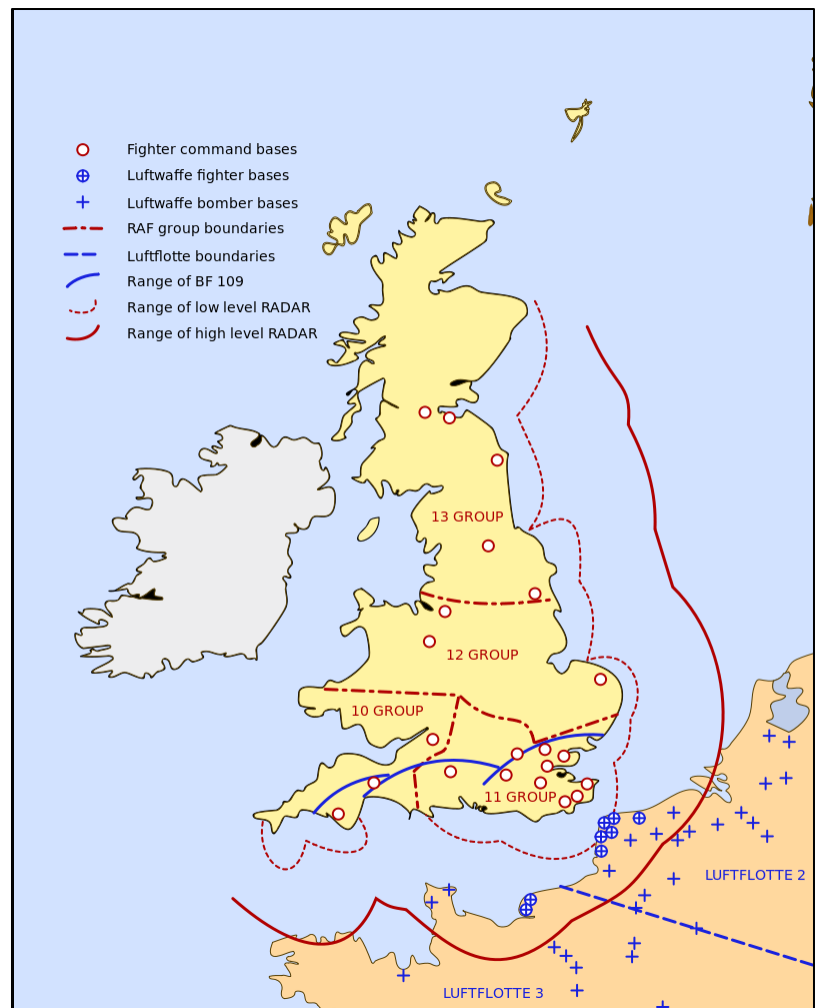 Fighter command bases
Luftwaffe fighter bases
Luftwaffe bomber bases
RAF group boundaries
Luftflotte boundaries
Range of BF 109
Range of low level RADAR
Range of high level RADAR
13 GROUP
12 GROUP
10 GROUP
11 GROUP
LUFTFLOTTE 2
LUFTFLOTTE 3